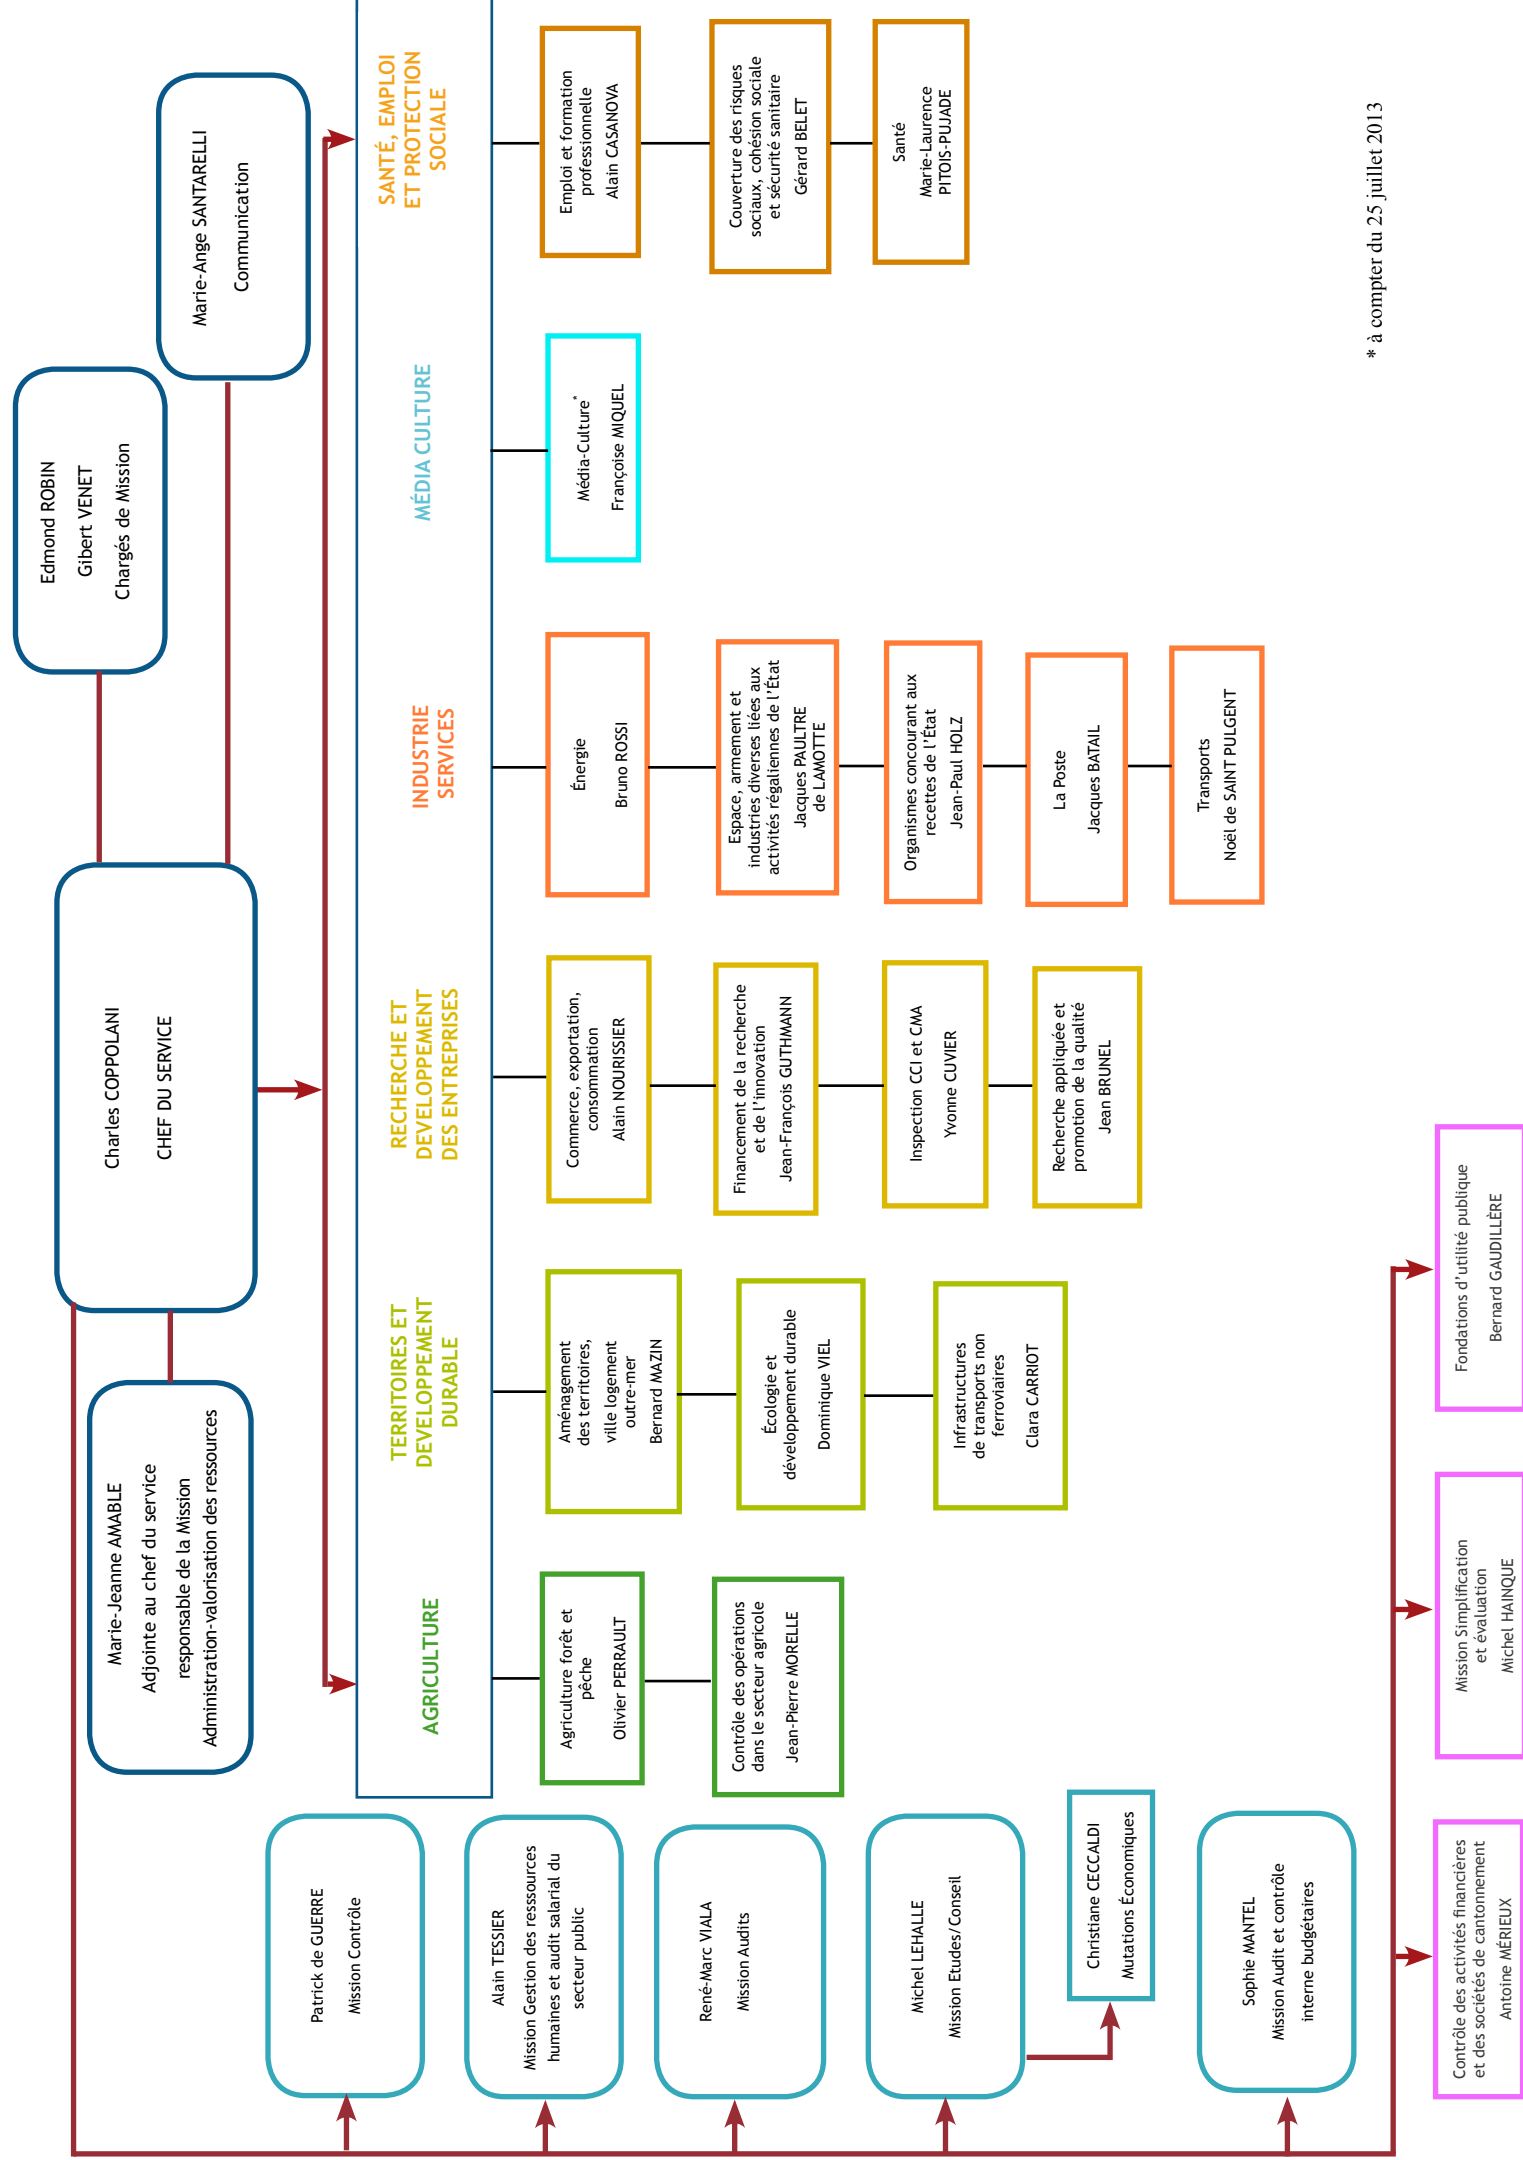 Edmond ROBIN
Gibert VENET
Chargés de Mission
Charles COPPOLANI
CHEF DU SERVICE
Marie-Jeanne AMABLE
Adjointe au chef du service
responsable de la Mission
Administration-valorisation des ressources
Marie-Ange SANTARELLI
Communication
Patrick de GUERRE
Mission Contrôle
Alain TESSIER
Mission Gestion des resssources
humaines et audit salarial du
secteur public
René-Marc VIALA
Mission Audits
Michel LEHALLE
Mission Etudes/Conseil
Christiane CECCALDI
Mutations Économiques
Sophie MANTEL
Mission Audit et contrôle
interne budgétaires
AGRICULTURE
Agriculture forêt et
pêche
Olivier PERRAULT
Contrôle des opérations
dans le secteur agricole
Jean-Pierre MORELLE
TERRITOIRES ET
DEVELOPPEMENT
DURABLE
Aménagement
des territoires,
ville logement
outre-mer
Bernard MAZIN
Écologie et
développement durable
Dominique VIEL
Infrastructures
de transports non
ferroviaires
Clara CARRIOT
RECHERCHE ET
DEVELOPPEMENT
DES ENTREPRISES
Commerce, exportation,
consommation
Alain NOURISSIER
Financement de la recherche
et de l'innovation
Jean-François GUTHMANN
Inspection CCI et CMA
Yvonne CUVIER
Recherche appliquée et
promotion de la qualité
Jean BRUNEL
INDUSTRIE
SERVICES
Énergie
Bruno ROSSI
Espace, armement et
industries diverses liées aux
activités régaliennes de l'État
Jacques PAULTRE
de LAMOTTE
Organismes concourant aux
recettes de l'État
Jean-Paul HOLZ
La Poste
Jacques BATAIL
Transports
Noël de SAINT PULGENT
MÉDIA CULTURE
Média-Culture*
Françoise MIQUEL
SANTÉ, EMPLOI
ET PROTECTION
SOCIALE
Emploi et formation
professionnelle
Alain CASANOVA
Couverture des risques
sociaux, cohésion sociale
et sécurité sanitaire
Gérard BELET
Santé
Marie-Laurence
PITOIS-PUJADE
* à compter du 25 juillet 2013
Contrôle des activités financières
et des sociétés de cantonnement
Antoine MÉRIEUX
Mission Simplification
et évaluation
Michel HAINQUE
Fondations d'utilité publique
Bernard GAUDILLÈRE